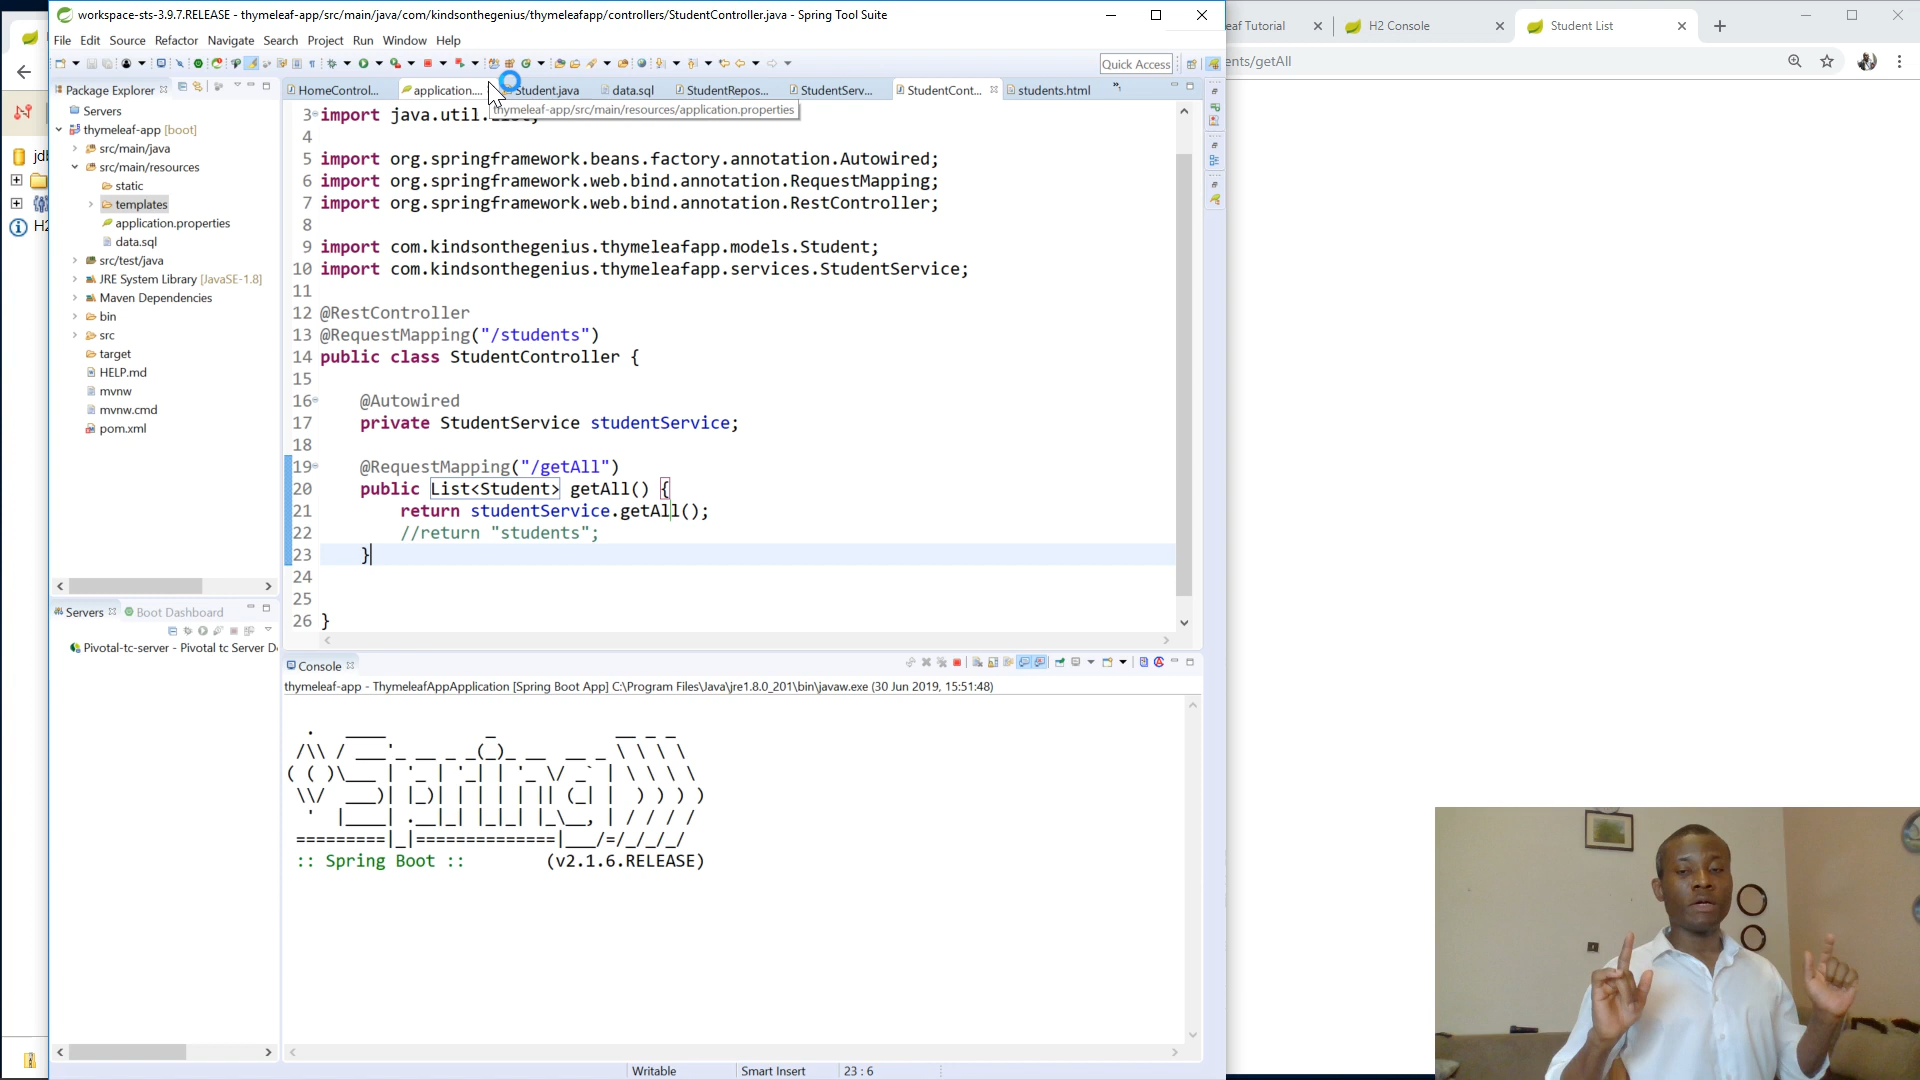 workspace-sts-3.9.7.RELEASE - thymeleaf-app/src/main/java/com/kindsonthegenius/thymeleafapp/controllers/StudentController.java - Spring Tool Suite
File Edit Source Refactor Navigate Search Project Run Window Help
Quick Access
Package Explorer
Servers
thymeleaf-app [boot]
src/main/java
src/main/resources
static
templates
application.properties
data.sql
src/test/java
JRE System Library [JavaSE-1.8]
Maven Dependencies
bin
src
target
HELP.md
mvnw
mvnw.cmd
pom.xml
Servers Boot Dashboard
Pivotal-tc-server - Pivotal tc Server De
HomeControl... application.... Student.java data.sql StudentRepos... StudentServ... StudentCont... students.html
thymeleaf-app/src/main/resources/application.properties
3 import java.util.
4
5 import org.springframework.beans.factory.annotation.Autowired;
6 import org.springframework.web.bind.annotation.RequestMapping;
7 import org.springframework.web.bind.annotation.RestController;
8
9 import com.kindsonthegenius.thymeleafapp.models.Student;
10 import com.kindsonthegenius.thymeleafapp.services.StudentService;
11
12 @RestController
13 @RequestMapping("/students")
14 public class StudentController {
15
16 @Autowired
17 private StudentService studentService;
18
19 @RequestMapping("/getAll")
20 public List<Student> getAll() {
21 return studentService.getAll();
22 //return "students";
23 }
24
25
26 }
Console
thymeleaf-app - ThymeleafAppApplication [Spring Boot App] C:\Program Files\Java\jre1.8.0_201\bin\javaw.exe (30 Jun 2019, 15:51:48)
Spring
:: Spring Boot :: (v2.1.6.RELEASE)
Writable Smart Insert 23 : 6
eaf Tutorial H2 Console Student List
ents/getAll
jdb
H2